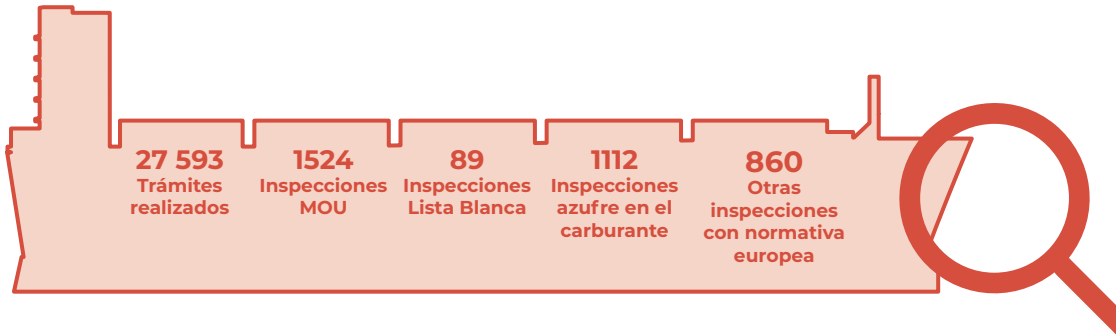 27 593
Trámites
realizados
1524
Inspecciones
MOU
89
Inspecciones
Lista Blanca
1112
Inspecciones
azufre en el
carburante
860
Otras
inspecciones
con normativa
europea